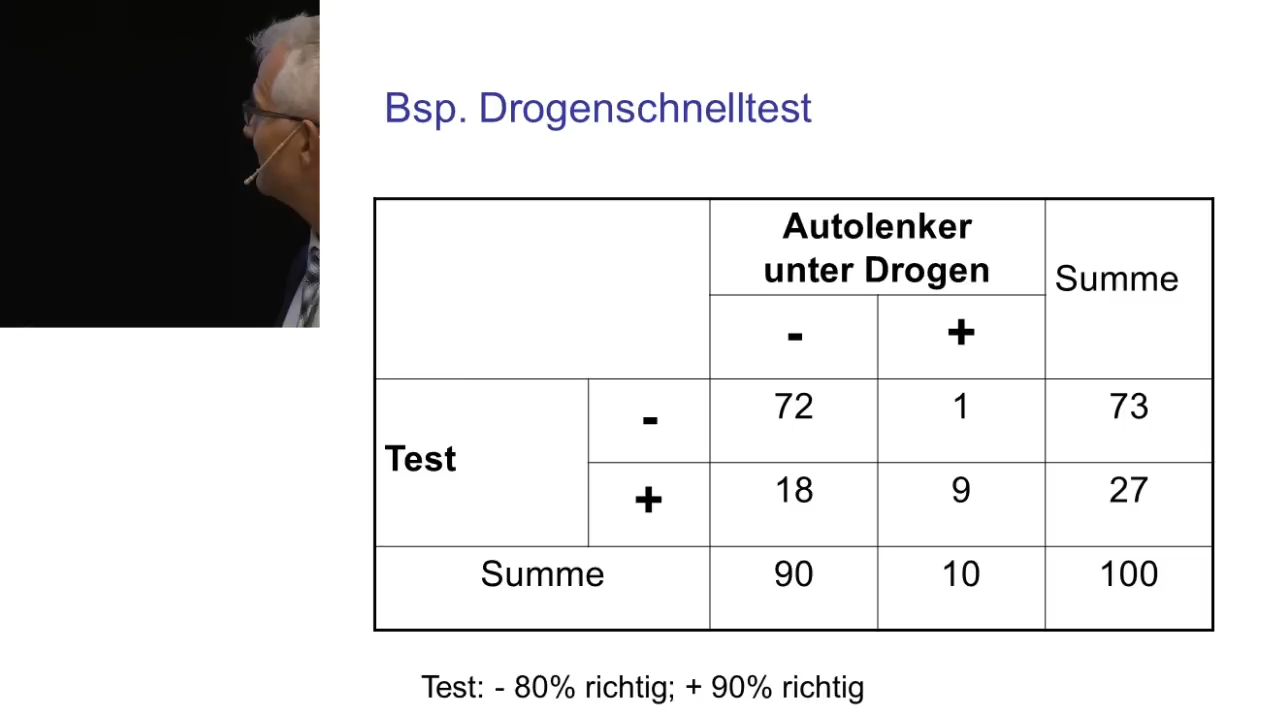 Bsp. Drogenschnelltest
Autolenker
unter Drogen
Summe
- +
- 72 1 73
Test
+ 18 9 27
Summe 90 10 100
Test: - 80% richtig; + 90% richtig